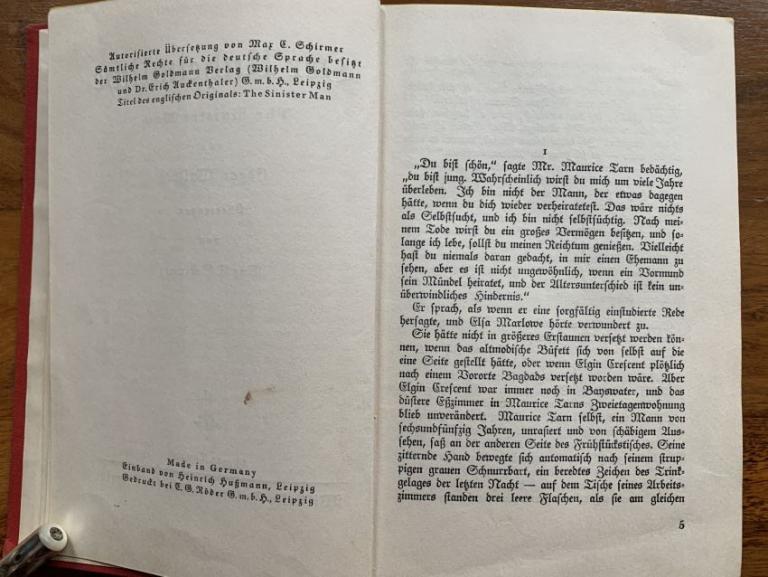 Autorisierte Übersetzung von Max C. Schirmer
Sämtliche Rechte für die deutsche Sprache besitzt
der Wilhelm Goldmann Verlag (Wilhelm Goldmann
und Dr. Erich Auckenthaler) G. m. b. H., Leipzig
Titel des englischen Originals: The Sinister Man
Made in Germany
Einband von Heinrich Hußmann, Leipzig
Gedruckt bei C. G. Röder G. m. b. H., Leipzig
1
„Du bist schön,“ sagte Mr. Maurice Tarn bedächtig,
„du bist jung. Wahrscheinlich wirst du mich um viele Jahre
überleben. Ich bin nicht der Mann, der etwas dagegen
hätte, wenn du dich wieder verheiratetest. Das wäre nichts
als Selbstsucht, und ich bin nicht selbstsüchtig. Nach mei-
nem Tode wirst du ein großes Vermögen besitzen, und so-
lange ich lebe, sollst du meinen Reichtum genießen. Vielleicht
hast du niemals daran gedacht, in mir einen Ehemann zu
sehen, aber es ist nicht ungewöhnlich, wenn ein Vormund
sein Mündel heiratet, und der Altersunterschied ist kein un-
überwindliches Hindernis.“
Er sprach, als wenn er eine sorgfältig einstudierte Rede
hersagte, und Elsa Marlowe hörte verwundert zu.
Sie hätte nicht in größeres Erstaunen versetzt werden kön-
nen, wenn das altmodische Büfett sich von selbst auf die
eine Seite gestellt hätte, oder wenn Elgin Crescent plötzlich
nach einem Vororte Bagdads versetzt worden wäre. Aber
Elgin Crescent war immer noch in Bayswater, und das
düstere Eßzimmer in Maurice Tarns Zweietagenwohnung
blieb unverändert. Maurice Tarn selbst, ein Mann von
sechsundfünfzig Jahren, unrasiert und von schäbigem Aus-
sehen, saß an der anderen Seite des Frühstückstisches. Seine
zitternde Hand bewegte sich automatisch nach seinem strup-
pigen grauen Schnurrbart, ein beredtes Zeichen des Trink-
gelages der letzten Nacht — auf dem Tische seines Arbeits-
zimmers standen drei leere Flaschen, als sie am gleichen
5